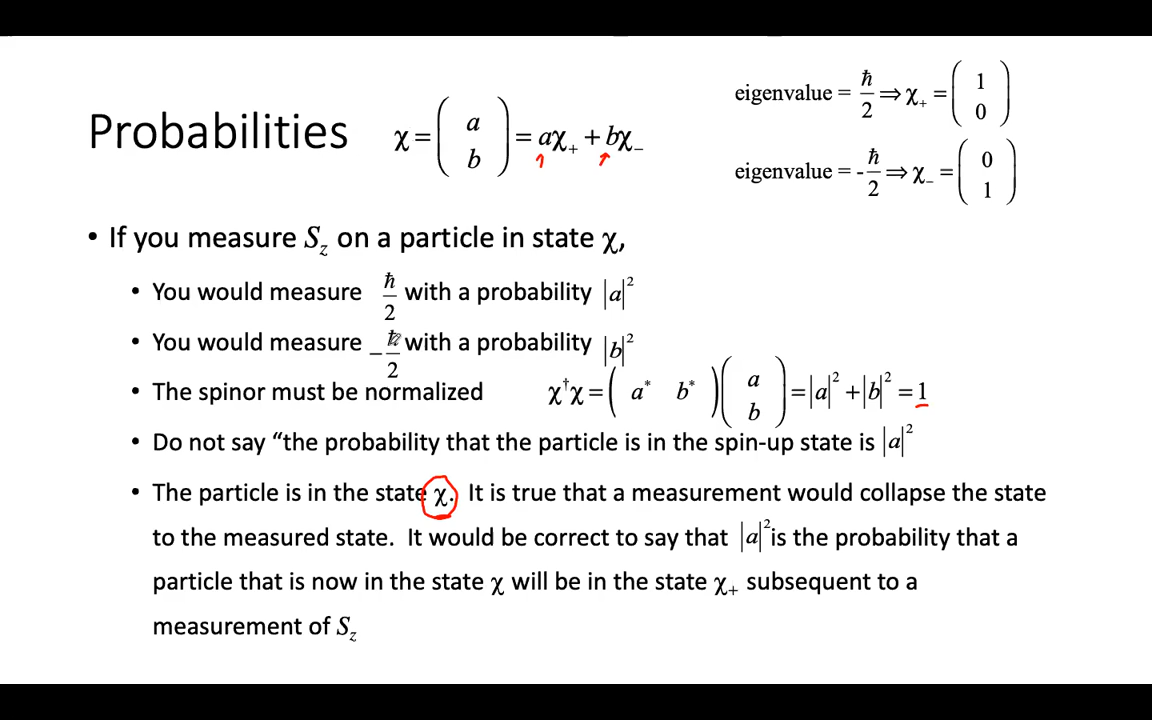 eigenvalue = ħ/2 ⇒ χ₊ = (1 0)
Probabilities χ = (a b) = aχ₊ + bχ₋
eigenvalue = -ħ/2 ⇒ χ₋ = (0 1)
• If you measure S_z on a particle in state χ,
• You would measure ħ/2 with a probability |a|²
• You would measure −ħ/2 with a probability |b|²
• The spinor must be normalized χ†χ = (a* b*)(a b) = |a|² + |b|² = 1
• Do not say “the probability that the particle is in the spin-up state is |a|²
• The particle is in the state χ. It is true that a measurement would collapse the state
to the measured state. It would be correct to say that |a|² is the probability that a
particle that is now in the state χ will be in the state χ₊ subsequent to a
measurement of S_z